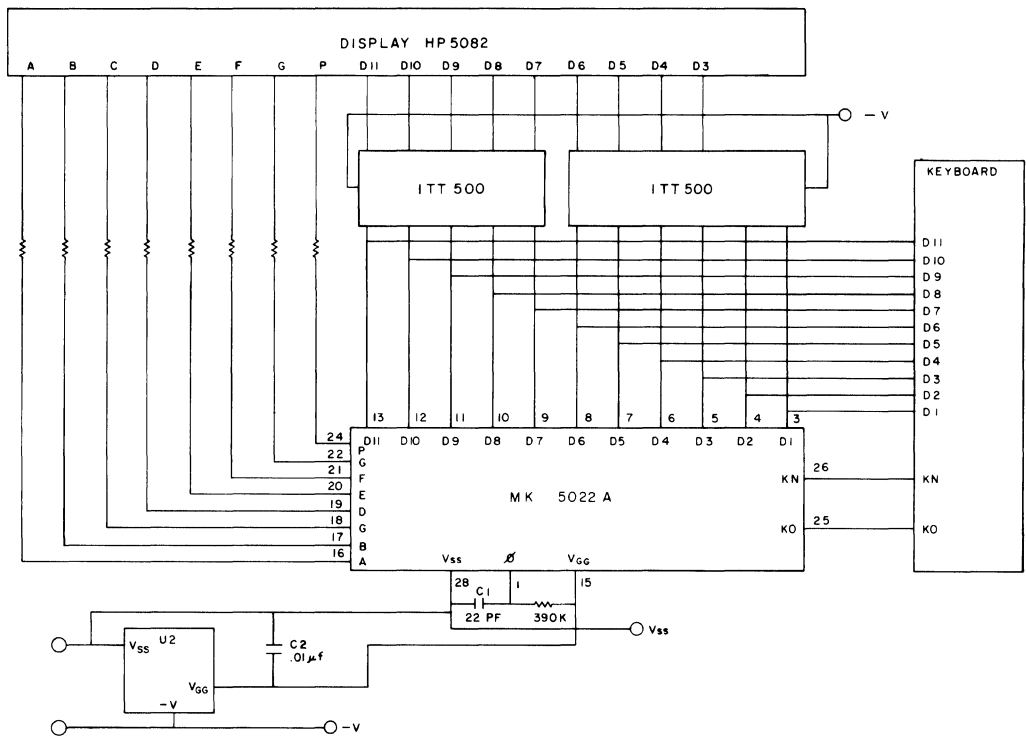 DISPLAY HP5082
A B C D E F G P D11 D10 D9 D8 D7 D6 D5 D4 D3
-V
ITT 500
ITT 500
KEYBOARD
D11
D10
D9
D8
D7
D6
D5
D4
D3
D2
D1
13 12 11 10 9 8 7 6 5 4 3
D11 D10 D9 D8 D7 D6 D5 D4 D3 D2 D1
24 P
22 G
21 F
20 E
19 D
18 G
17 B
16 A
MK 5022 A
KN 26 KN
KO 25 KO
VSS Ø VGG
28 1 15
C1
22 PF
390K
VSS
U2
VSS
VGG
-V
C2
.01µf
-V